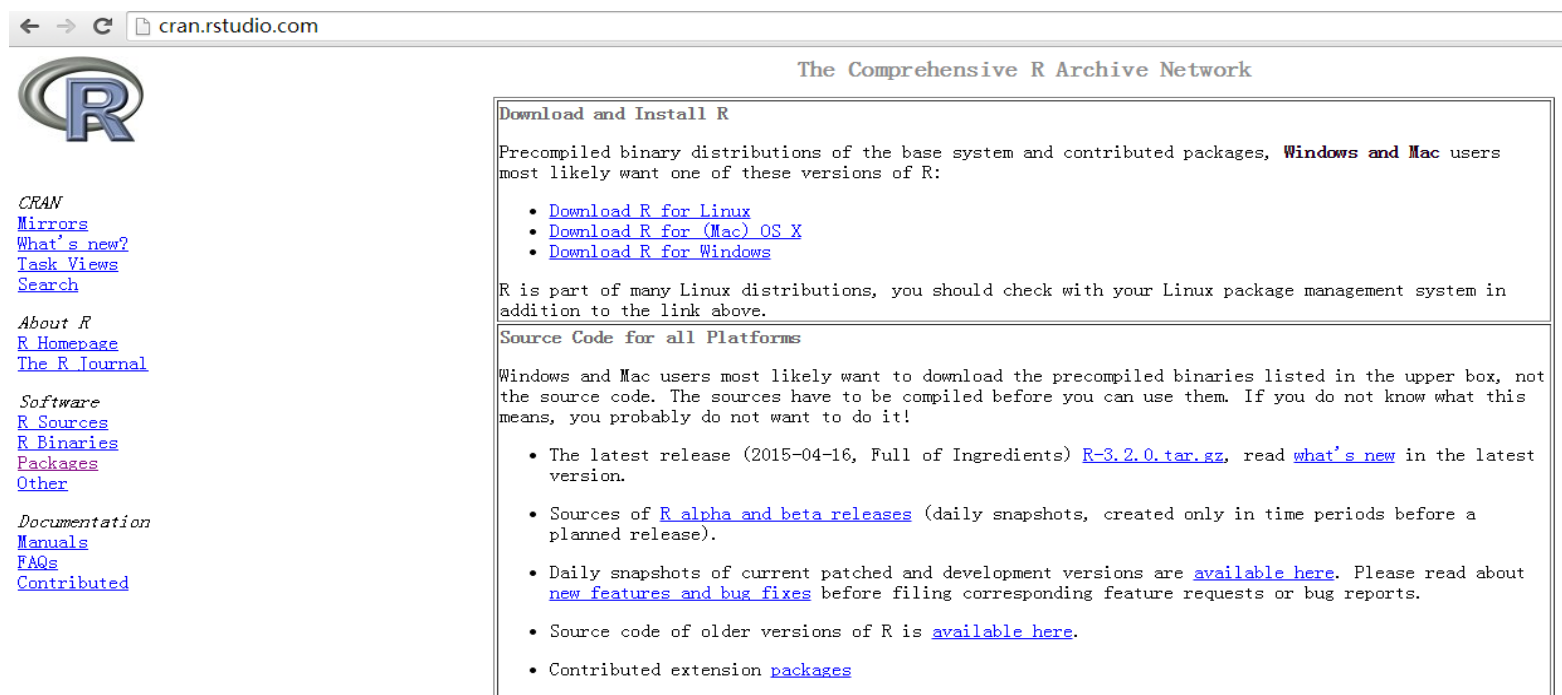 cran.rstudio.com
R
The Comprehensive R Archive Network
CRAN
Mirrors
What's new?
Task Views
Search
About R
R Homepage
The R Journal
Software
R Sources
R Binaries
Packages
Other
Documentation
Manuals
FAQs
Contributed
Download and Install R
Precompiled binary distributions of the base system and contributed packages, Windows and Mac users
most likely want one of these versions of R:
• Download R for Linux
• Download R for (Mac) OS X
• Download R for Windows
R is part of many Linux distributions, you should check with your Linux package management system in
addition to the link above.
Source Code for all Platforms
Windows and Mac users most likely want to download the precompiled binaries listed in the upper box, not
the source code. The sources have to be compiled before you can use them. If you do not know what this
means, you probably do not want to do it!
• The latest release (2015-04-16, Full of Ingredients) R-3.2.0.tar.gz, read what's new in the latest
version.
• Sources of R alpha and beta releases (daily snapshots, created only in time periods before a
planned release).
• Daily snapshots of current patched and development versions are available here. Please read about
new features and bug fixes before filing corresponding feature requests or bug reports.
• Source code of older versions of R is available here.
• Contributed extension packages